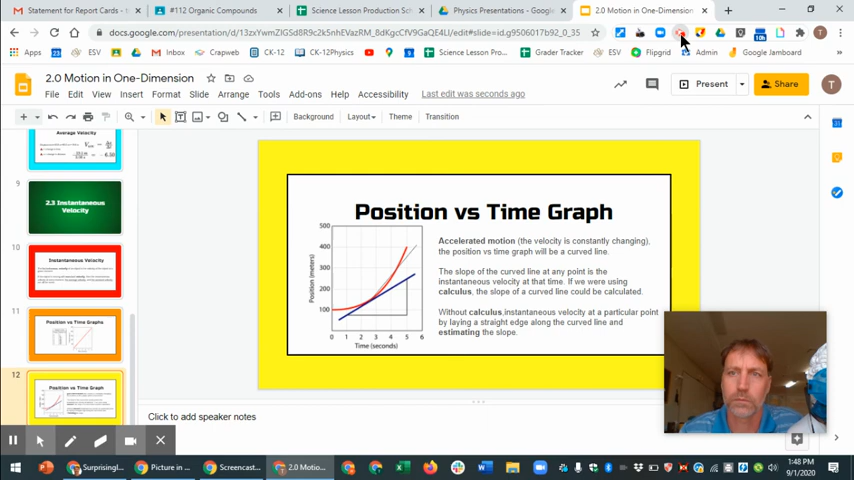 Statement for Report Cards - m
#112 Organic Compounds
Science Lesson Production Sch
Physics Presentations - Google
2.0 Motion in One-Dimension -
docs.google.com/presentation/d/13zxYwmZGSd8R9c2k5nhEVazRM_8dKgcCfV9GaQE4L/edit#slide=id.g9506017b92_0_35
Apps
ESV
Inbox
Crapweb
CK-12
CK-12Physics
YouTube
Science Lesson Pro...
Grader Tracker
ESV
Flipgrid
Admin
Google Jamboard
2.0 Motion in One-Dimension
File Edit View Insert Format Slide Arrange Tools Add-ons Help Accessibility
Last edit was seconds ago
Present
Share
T
Background
Layout
Theme
Transition
Average Velocity
9
2.3 Instantaneous
Velocity
10
Instantaneous Velocity
11
Position vs Time Graphs
12
Position vs Time Graph
Position vs Time Graph
500
400
300
200
100
Position (meters)
0 1 2 3 4 5 6
Time (seconds)
Accelerated motion (the velocity is constantly changing),
the position vs time graph will be a curved line.
The slope of the curved line at any point is the
instantaneous velocity at that time. If we were using
calculus, the slope of a curved line could be calculated.
Without calculus,instantaneous velocity at a particular point
by laying a straight edge along the curved line and
estimating the slope.
Click to add speaker notes
Surprisingl...
Picture in ...
Screencast...
2.0 Motio...
1:48 PM
9/1/2020